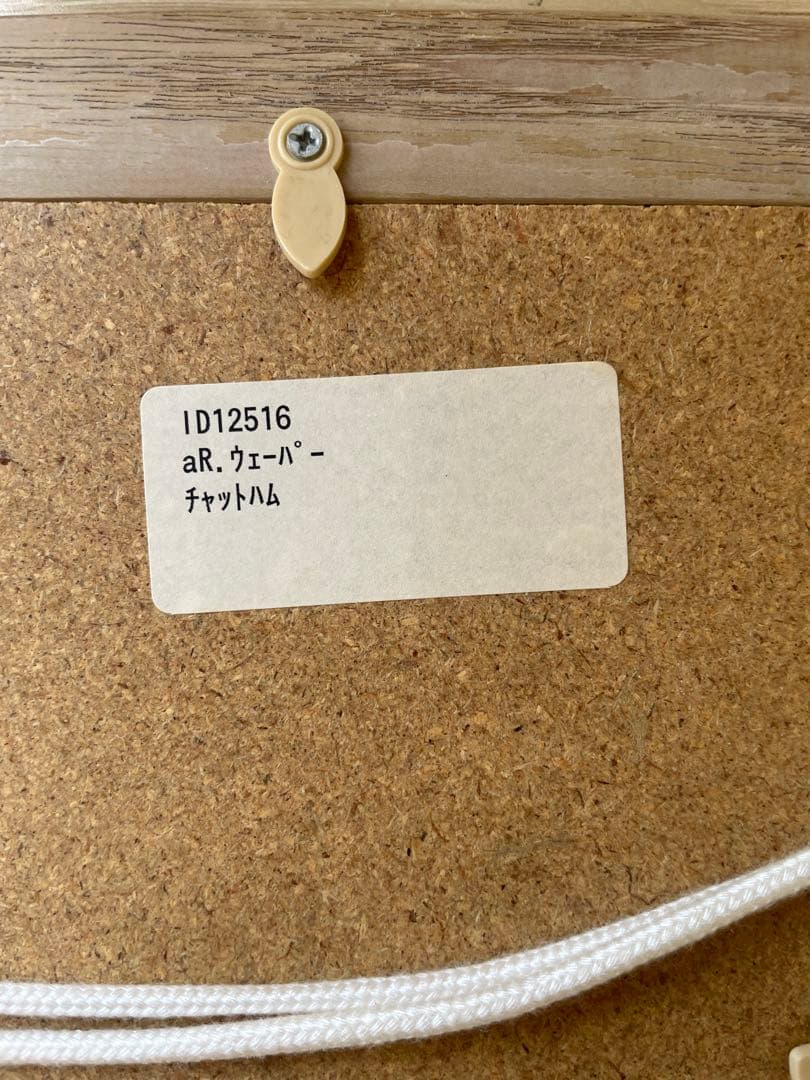 ID12516
aR.ｳｪｰﾊﾟｰ
ﾁｬｯﾄﾊﾑ